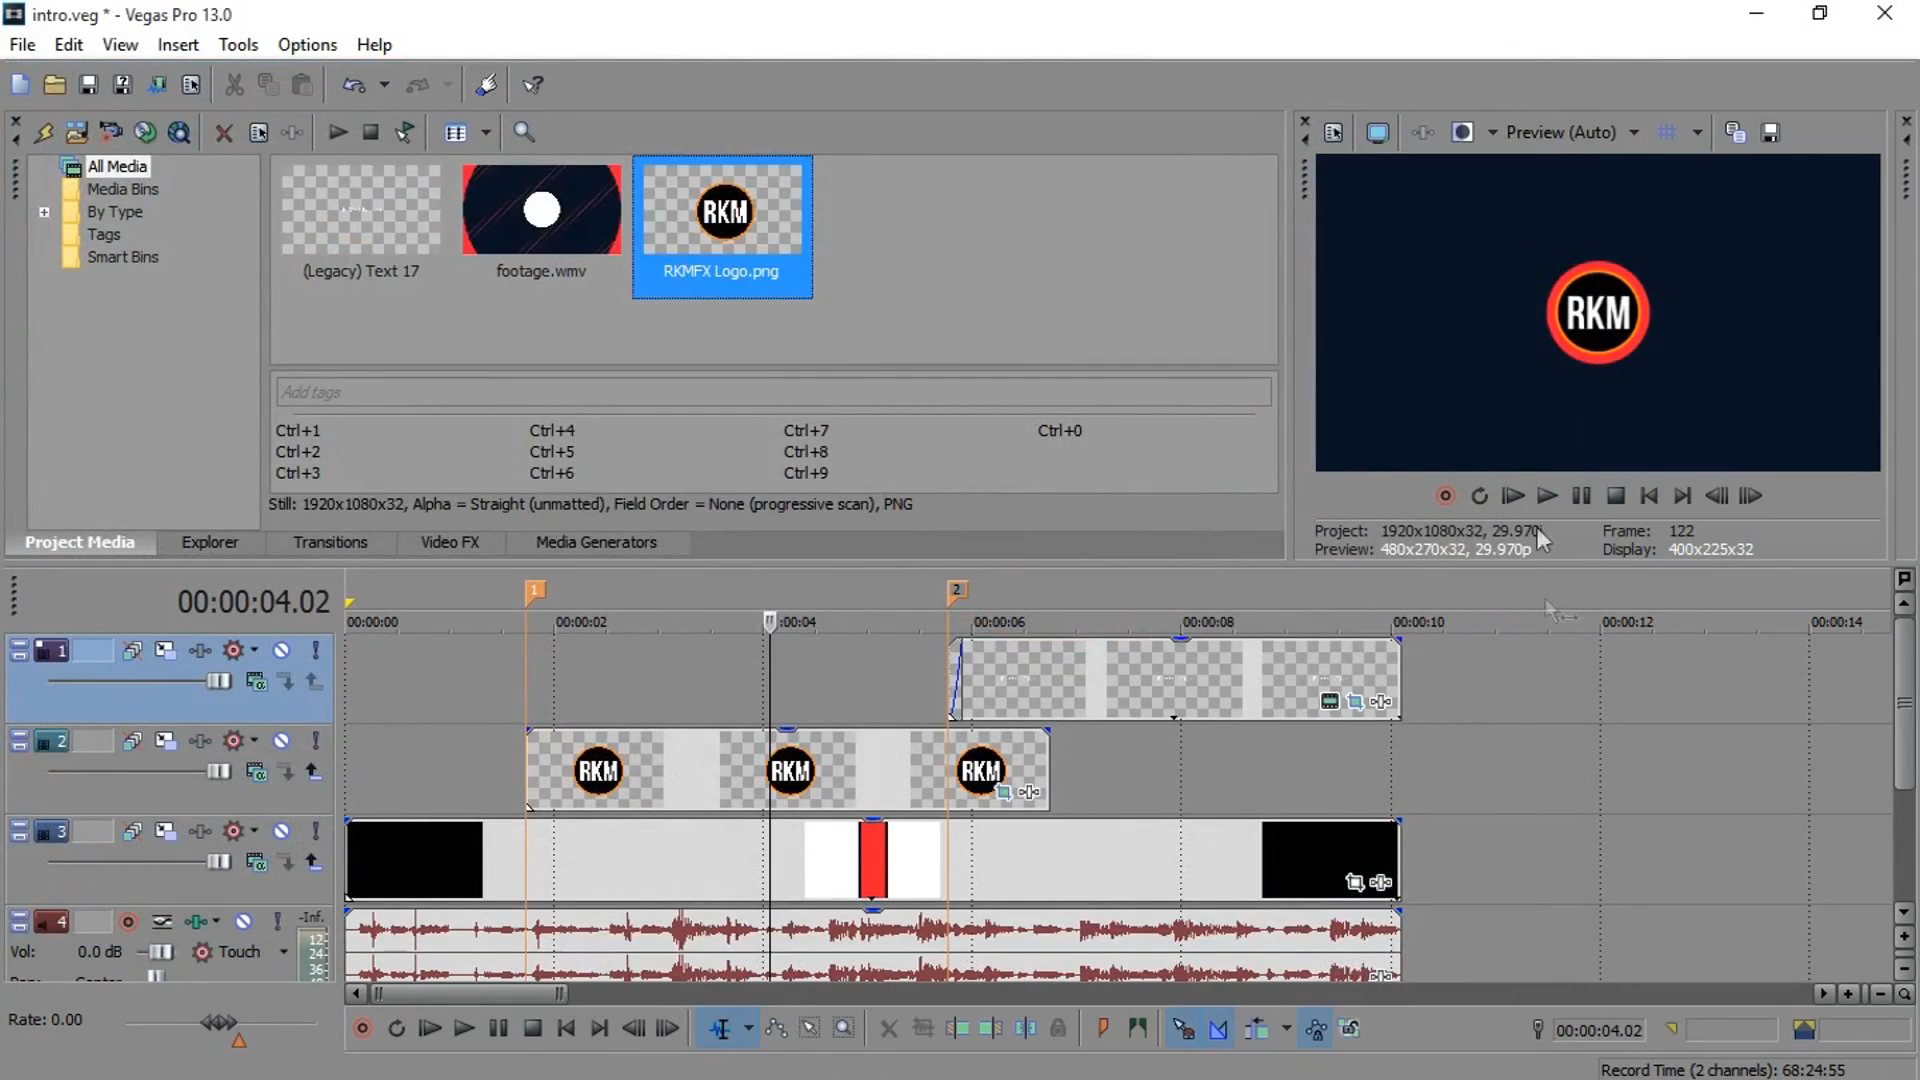 intro.veg * - Vegas Pro 13.0
File Edit View Insert Tools Options Help
Preview (Auto)
All Media
Media Bins
By Type
Tags
Smart Bins
RKM
(Legacy) Text 17
footage.wmv
RKMFX Logo.png
RKM
Add tags
Ctrl+1 Ctrl+4 Ctrl+7 Ctrl+0
Ctrl+2 Ctrl+5 Ctrl+8
Ctrl+3 Ctrl+6 Ctrl+9
Still: 1920x1080x32, Alpha = Straight (unmatted), Field Order = None (progressive scan), PNG
Project Media Explorer Transitions Video FX Media Generators
Project: 1920x1080x32, 29.970i Frame: 122
Preview: 480x270x32, 29.970p Display: 400x225x32
00:00:04.02
1 2
00:00:00 00:00:02 :00:04 00:00:06 00:00:08 00:00:10 00:00:12 00:00:14
1
2
RKM RKM RKM
3
4 -Inf.
12
24
36
Vol: 0.0 dB Touch
Rate: 0.00
00:00:04.02
Record Time (2 channels): 68:24:55